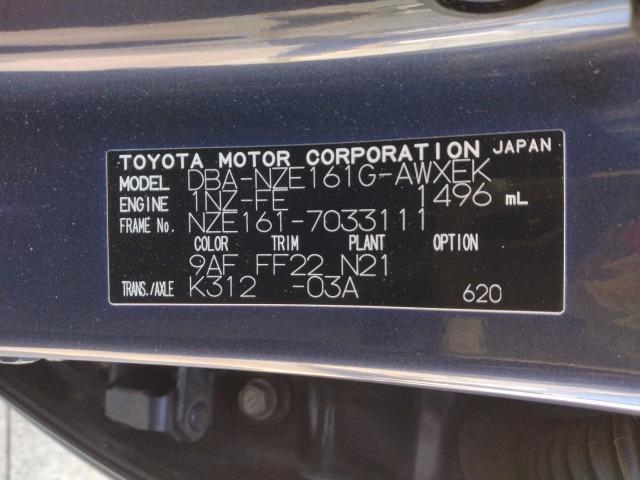 TOYOTA MOTOR CORPORATION JAPAN
MODEL DBA-NZE161G-AWXEK
ENGINE 1NZ-FE 1496 mL
FRAME No. NZE161-7033111
COLOR TRIM PLANT OPTION
9AF FF22 N21
TRANS./AXLE K312 -03A 620